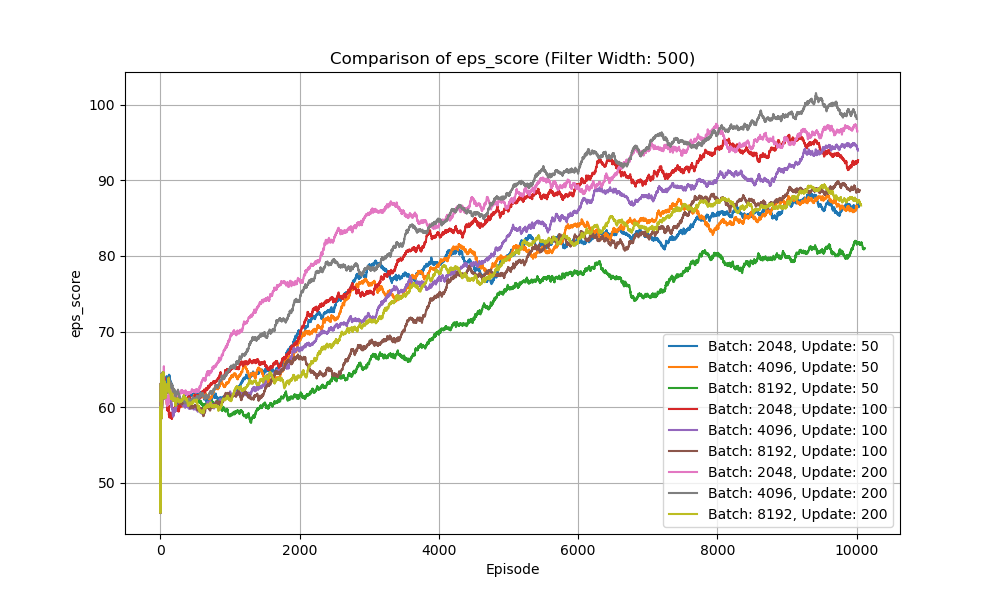 Comparison of eps_score (Filter Width: 500)
100
90
80
70
60
50
eps_score
0
2000
4000
6000
8000
10000
Episode
Batch: 2048, Update: 50
Batch: 4096, Update: 50
Batch: 8192, Update: 50
Batch: 2048, Update: 100
Batch: 4096, Update: 100
Batch: 8192, Update: 100
Batch: 2048, Update: 200
Batch: 4096, Update: 200
Batch: 8192, Update: 200